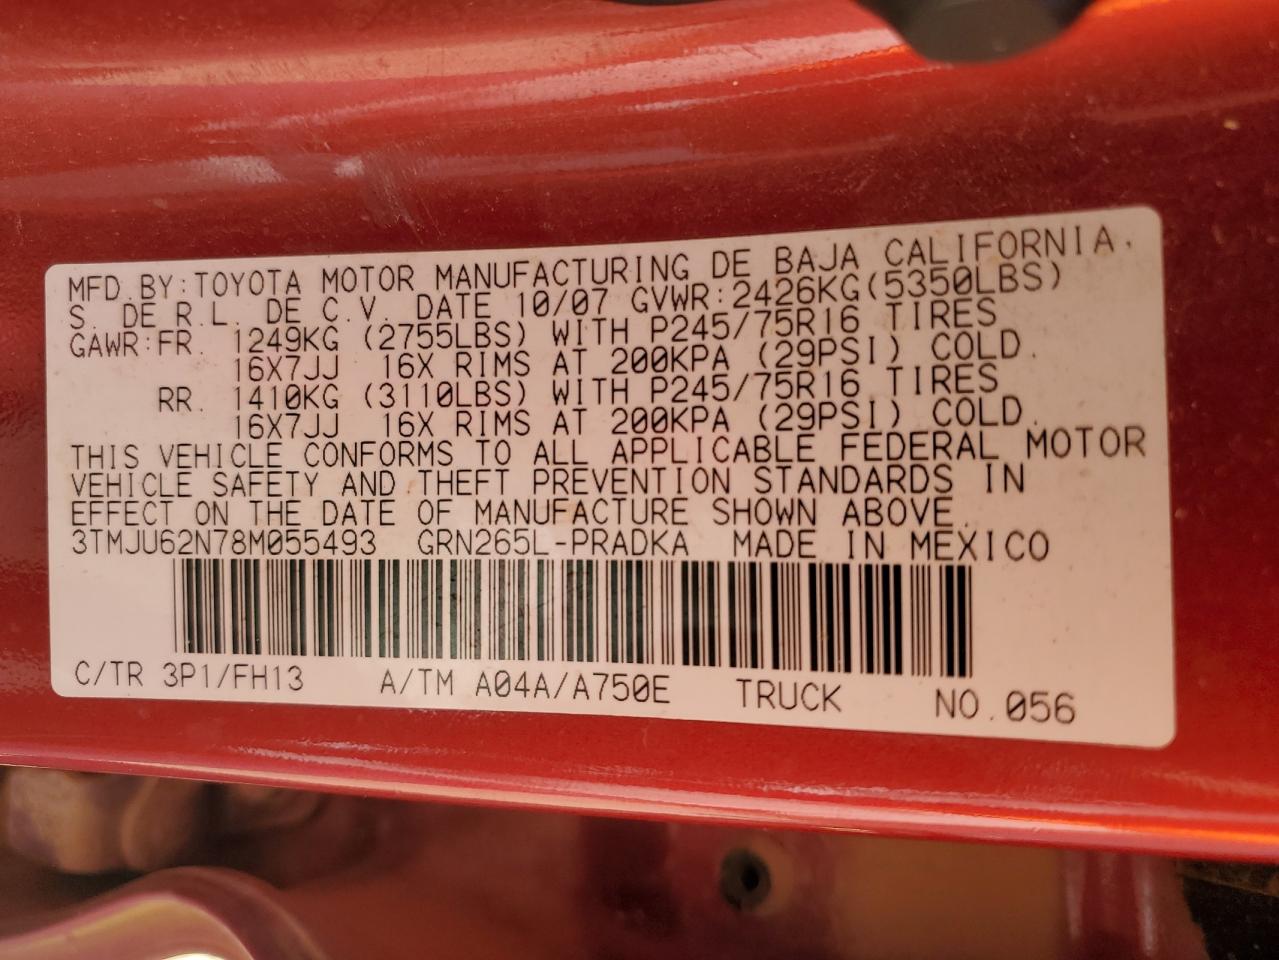 MFD.BY:TOYOTA MOTOR MANUFACTURING DE BAJA CALIFORNIA,
S. DE R.L. DE C.V. DATE 10/07 GVWR:2426KG(5350LBS)
GAWR:FR. 1249KG (2755LBS) WITH P245/75R16 TIRES
16X7JJ 16X RIMS AT 200KPA (29PSI) COLD.
RR. 1410KG (3110LBS) WITH P245/75R16 TIRES
16X7JJ 16X RIMS AT 200KPA (29PSI) COLD.
THIS VEHICLE CONFORMS TO ALL APPLICABLE FEDERAL MOTOR
VEHICLE SAFETY AND THEFT PREVENTION STANDARDS IN
EFFECT ON THE DATE OF MANUFACTURE SHOWN ABOVE.
3TMJU62N78M055493 GRN265L-PRADKA MADE IN MEXICO
C/TR 3P1/FH13 A/TM A04A/A750E TRUCK NO.056